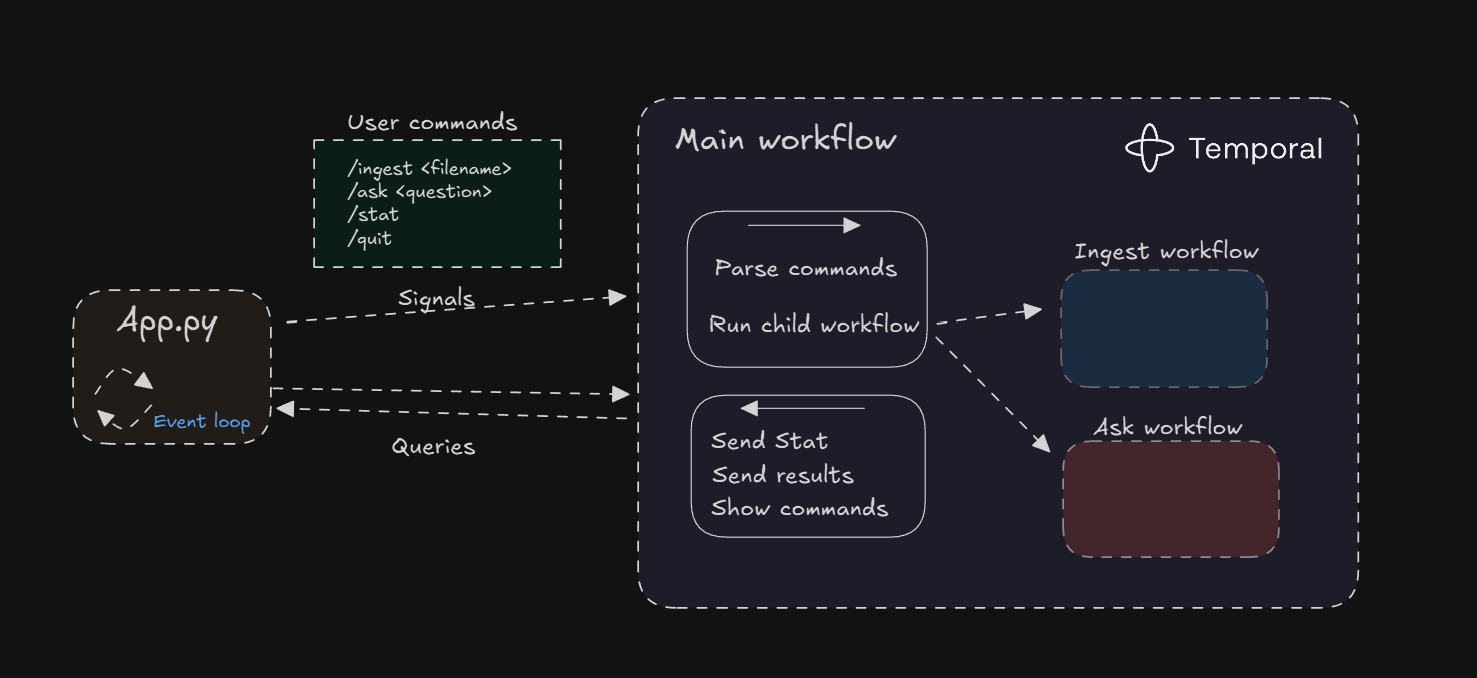 User commands
/ingest <filename>
/ask <question>
/stat
/quit
Main workflow
Temporal
App.py
Event loop
Signals
Queries
Parse commands
Run child workflow
Send Stat
Send results
Show commands
Ingest workflow
Ask workflow